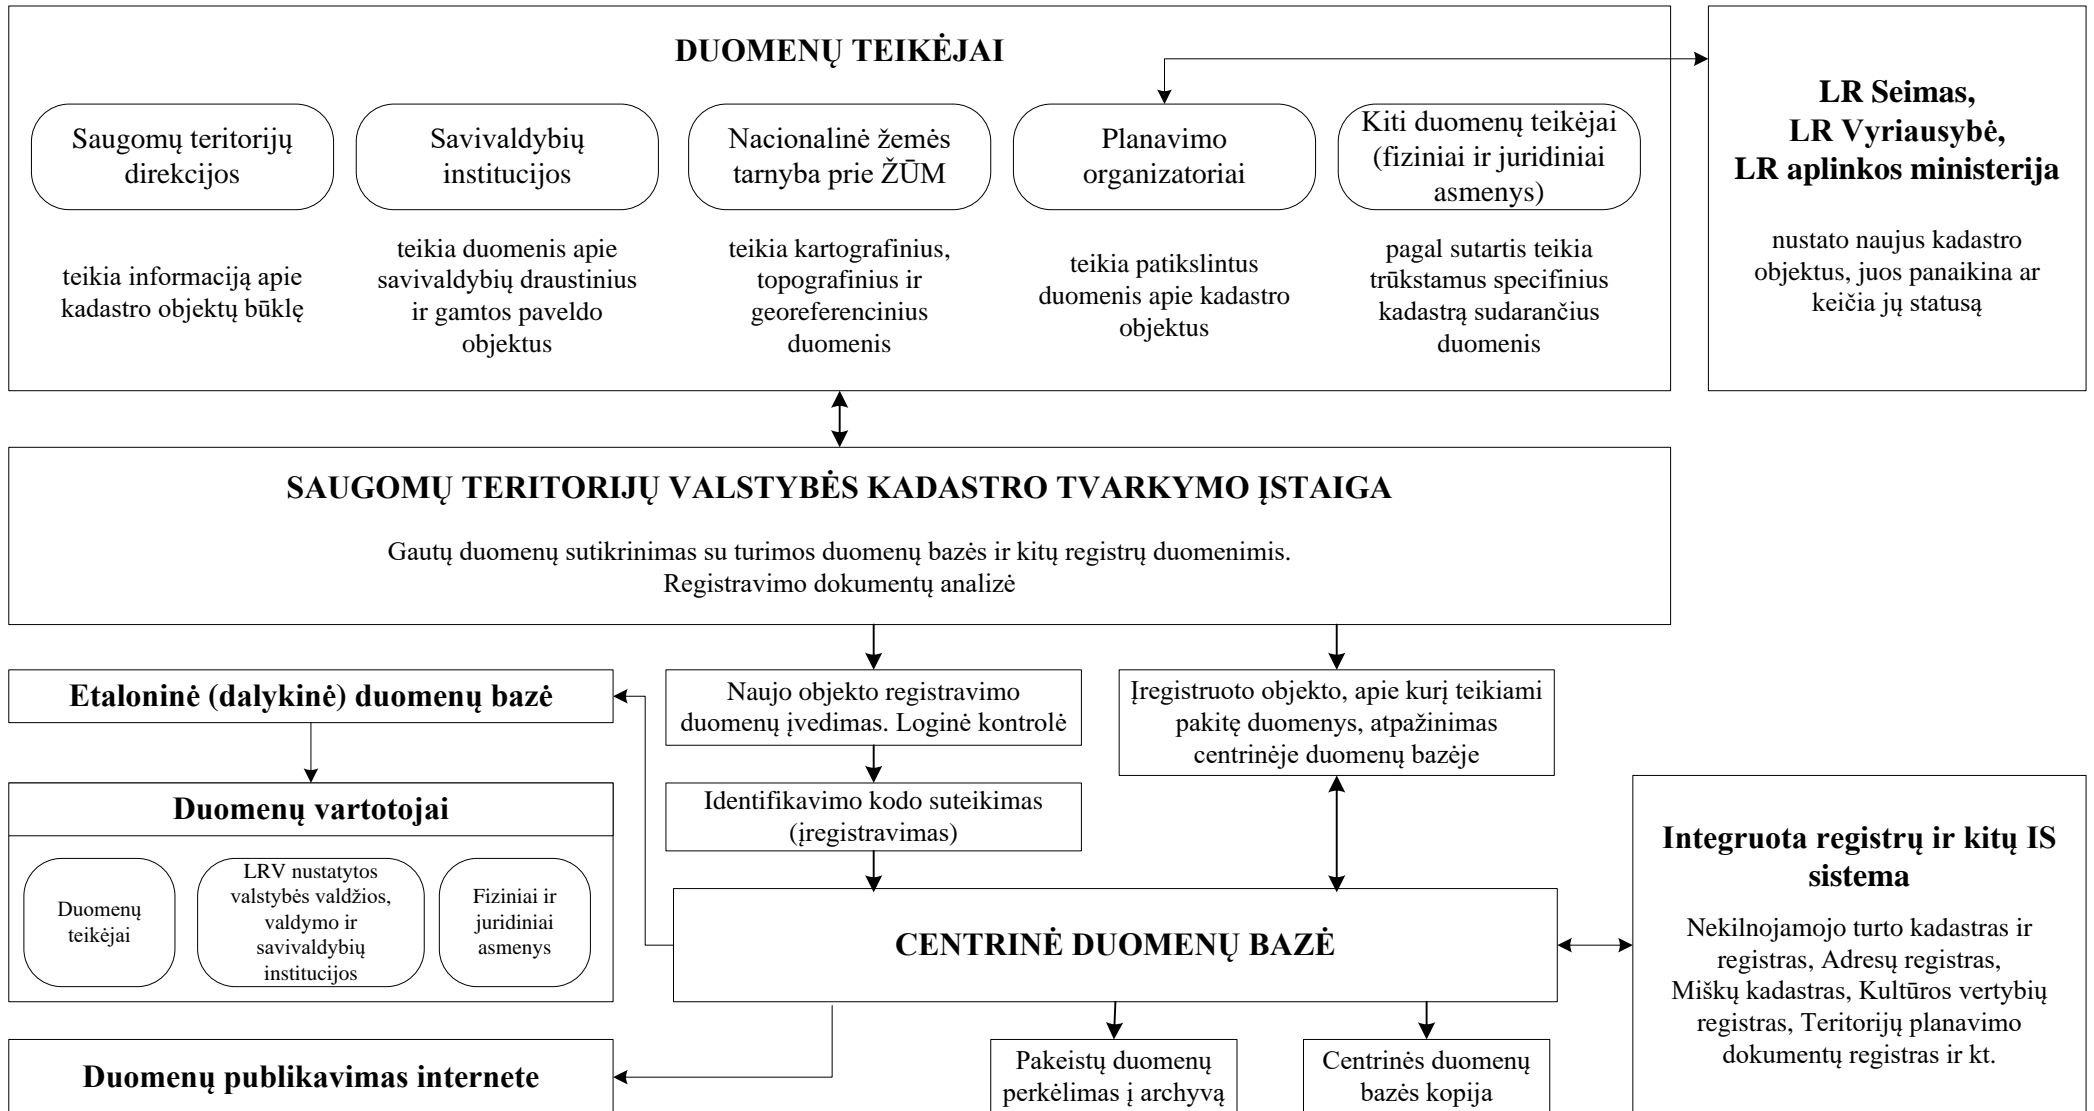 DUOMENŲ TEIKĖJAI
Saugomų teritorijų
direkcijos
teikia informaciją apie
kadastro objektų būklę
Savivaldybių
institucijos
teikia duomenis apie
savivaldybių draustinius
ir gamtos paveldo
objektus
Nacionalinė žemės
tarnyba prie ŽŪM
teikia kartografinius,
topografinius ir
georeferencinius
duomenis
Planavimo
organizatoriai
teikia patikslintus
duomenis apie kadastro
objektus
Kiti duomenų teikėjai
(fiziniai ir juridiniai
asmenys)
pagal sutartis teikia
trūkstamus specifinius
kadastrą sudarančius
duomenis
LR Seimas,
LR Vyriausybė,
LR aplinkos ministerija
nustato naujus kadastro
objektus, juos panaikina ar
keičia jų statusą
SAUGOMŲ TERITORIJŲ VALSTYBĖS KADASTRO TVARKYMO ĮSTAIGA
Gautų duomenų sutikrinimas su turimos duomenų bazės ir kitų registrų duomenimis.
Registravimo dokumentų analizė
Etaloninė (dalykinė) duomenų bazė
Naujo objekto registravimo
duomenų įvedimas. Loginė kontrolė
Įregistruoto objekto, apie kurį teikiami
pakitę duomenys, atpažinimas
centrinėje duomenų bazėje
Duomenų vartotojai
Duomenų
teikėjai
LRV nustatytos
valstybės valdžios,
valdymo ir
savivaldybių
institucijos
Fiziniai ir
juridiniai
asmenys
Identifikavimo kodo suteikimas
(įregistravimas)
CENTRINĖ DUOMENŲ BAZĖ
Integruota registrų ir kitų IS
sistema
Nekilnojamojo turto kadastras ir
registras, Adresų registras,
Miškų kadastras, Kultūros vertybių
registras, Teritorijų planavimo
dokumentų registras ir kt.
Duomenų publikavimas internete
Pakeistų duomenų
perkėlimas į archyvą
Centrinės duomenų
bazės kopija